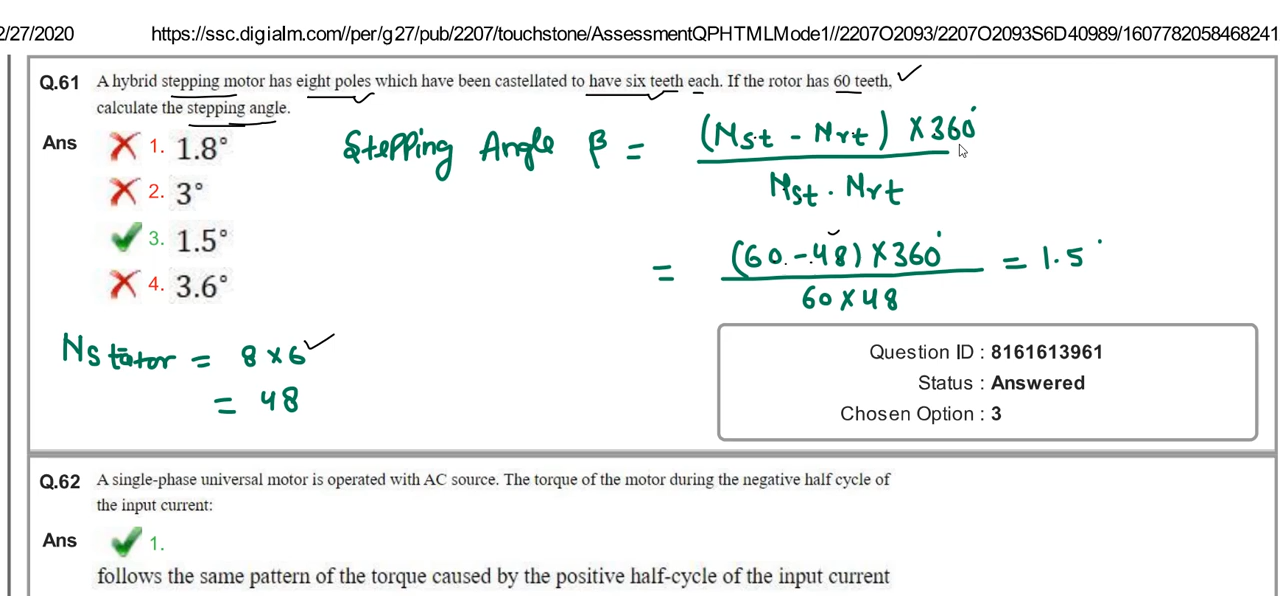 2/27/2020 https://ssc.digialm.com//per/g27/pub/2207/touchstone/AssessmentQPHTMLMode1//2207O2093/2207O2093S6D40989/1607782058468241
Q.61 A hybrid stepping motor has eight poles which have been castellated to have six teeth each. If the rotor has 60 teeth,
calculate the stepping angle.
Ans 1. 1.8°
2. 3°
3. 1.5°
4. 3.6°
Stepping Angle β = (Nst - Nrt) X 360°
Nst . Nrt
= (60 - 48) X 360° = 1.5°
60 X 48
Nstator = 8 x 6
= 48
Question ID : 8161613961
Status : Answered
Chosen Option : 3
Q.62 A single-phase universal motor is operated with AC source. The torque of the motor during the negative half cycle of
the input current:
Ans 1.
follows the same pattern of the torque caused by the positive half-cycle of the input current